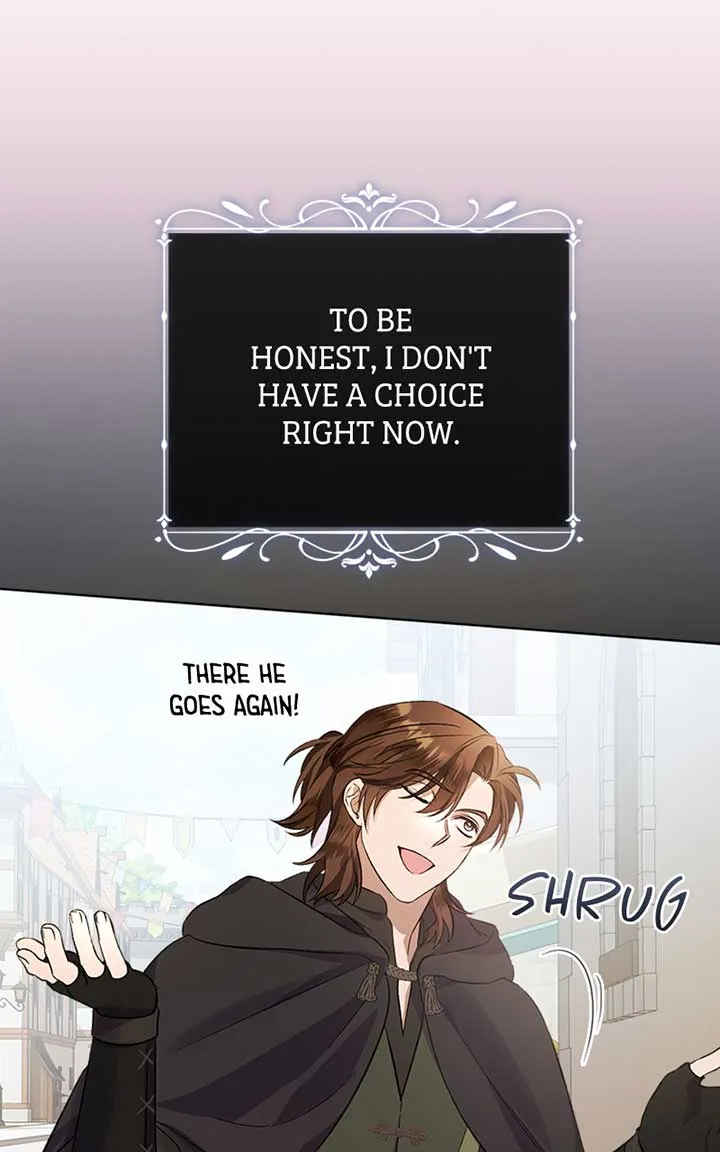 TO BE
HONEST, I DON'T
HAVE A CHOICE
RIGHT NOW.
THERE HE
GOES AGAIN!
SHRUG